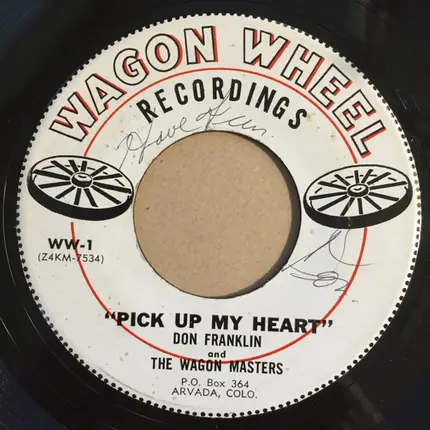 WAGON WHEEL
RECORDINGS
WW-1
(Z4KM-7534)
"PICK UP MY HEART"
DON FRANKLIN
and
THE WAGON MASTERS
P.O. Box 364
ARVADA, COLO.